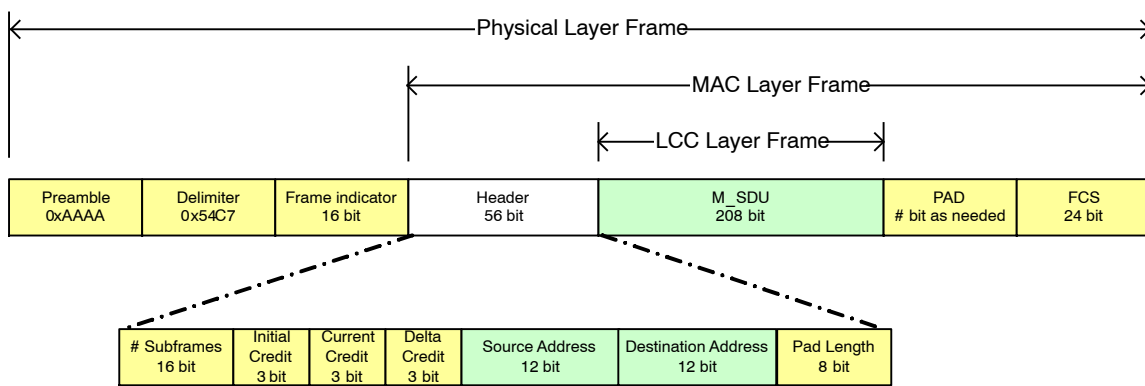 Physical Layer Frame
MAC Layer Frame
LCC Layer Frame
Preamble
0xAAAA
Delimiter
0x54C7
Frame indicator
16 bit
Header
56 bit
M_SDU
208 bit
PAD
# bit as needed
FCS
24 bit
# Subframes
16 bit
Initial
Credit
3 bit
Current
Credit
3 bit
Delta
Credit
3 bit
Source Address
12 bit
Destination Address
12 bit
Pad Length
8 bit